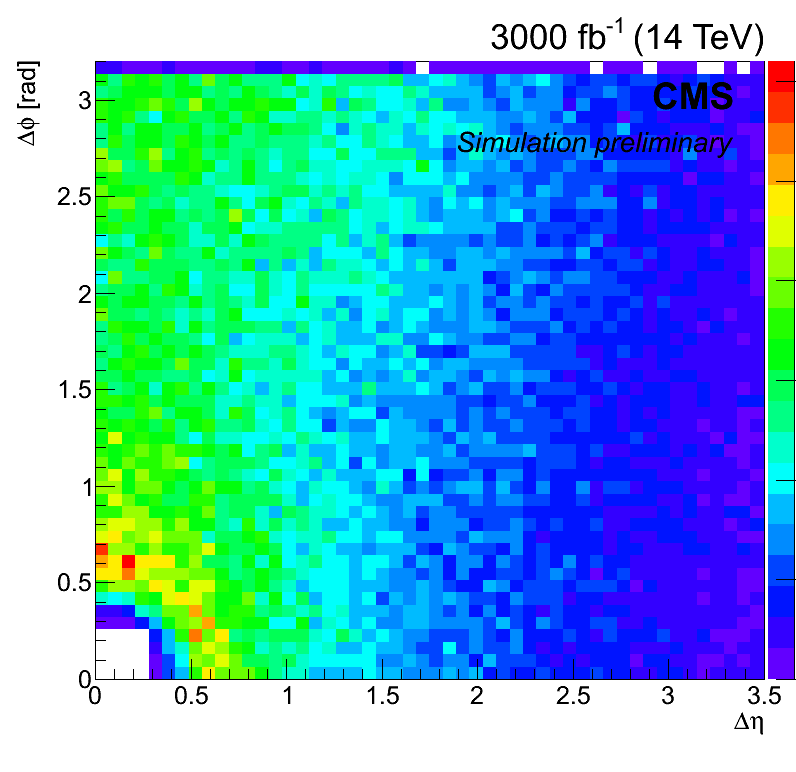 3000 fb-1 (14 TeV)
Δϕ [rad]
CMS
Simulation preliminary
3
2.5
2
1.5
1
0.5
0
0 0.5 1 1.5 2 2.5 3 3.5
Δη